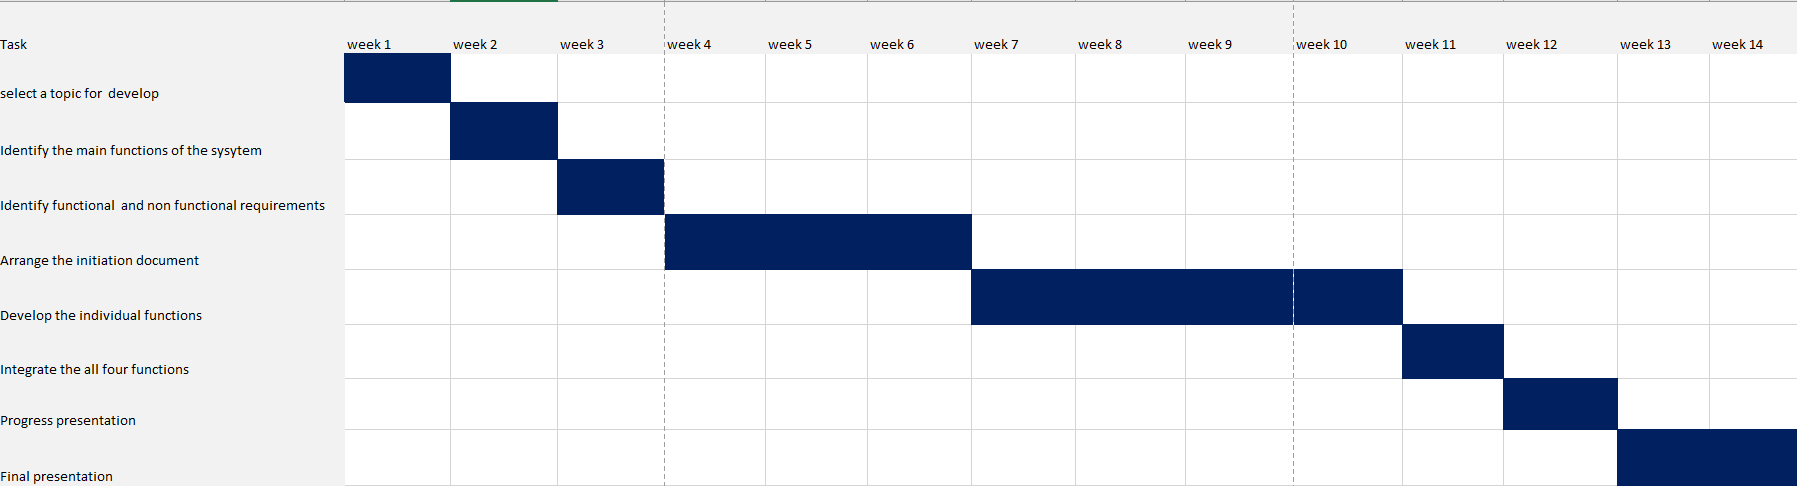 Task week 1 week 2 week 3 week 4 week 5 week 6 week 7 week 8 week 9 week 10 week 11 week 12 week 13 week 14
select a topic for  develop
Identify the main functions of the sysytem
Identify functional  and non functional requirements
Arrange the initiation document
Develop the individual functions
Integrate the all four functions
Progress presentation
Final presentation